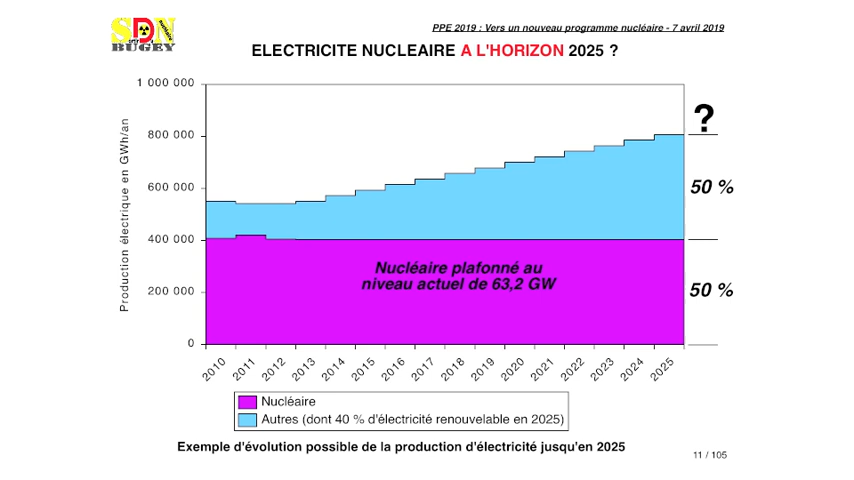 SDN
BUGEY
PPE 2019 : Vers un nouveau programme nucléaire - 7 avril 2019
ELECTRICITE NUCLEAIRE A L'HORIZON 2025 ?
Production électrique en GWh/an
1 000 000
800 000
600 000
400 000
200 000
0
?
50 %
50 %
Nucléaire plafonné au
niveau actuel de 63,2 GW
2010 2011 2012 2013 2014 2015 2016 2017 2018 2019 2020 2021 2022 2023 2024 2025
Nucléaire
Autres (dont 40 % d'électricité renouvelable en 2025)
Exemple d'évolution possible de la production d'électricité jusqu'en 2025
11 / 105